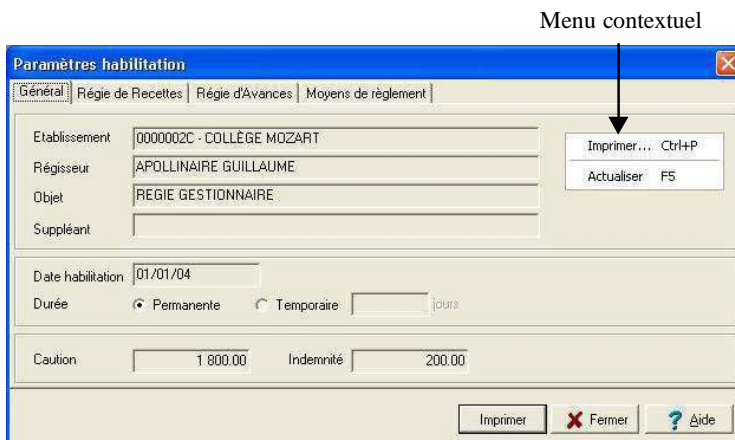 Menu contextuel
Paramètres habilitation
Général Régie de Recettes Régie d'Avances Moyens de règlement
Etablissement 0000002C - COLLÈGE MOZART
Imprimer... Ctrl+P
Régisseur APOLLINAIRE GUILLAUME
Actualiser F5
Objet REGIE GESTIONNAIRE
Suppléant
Date habilitation 01/01/04
Durée Permanente Temporaire jours
Caution 1 800.00 Indemnité 200.00
Imprimer Fermer ? Aide